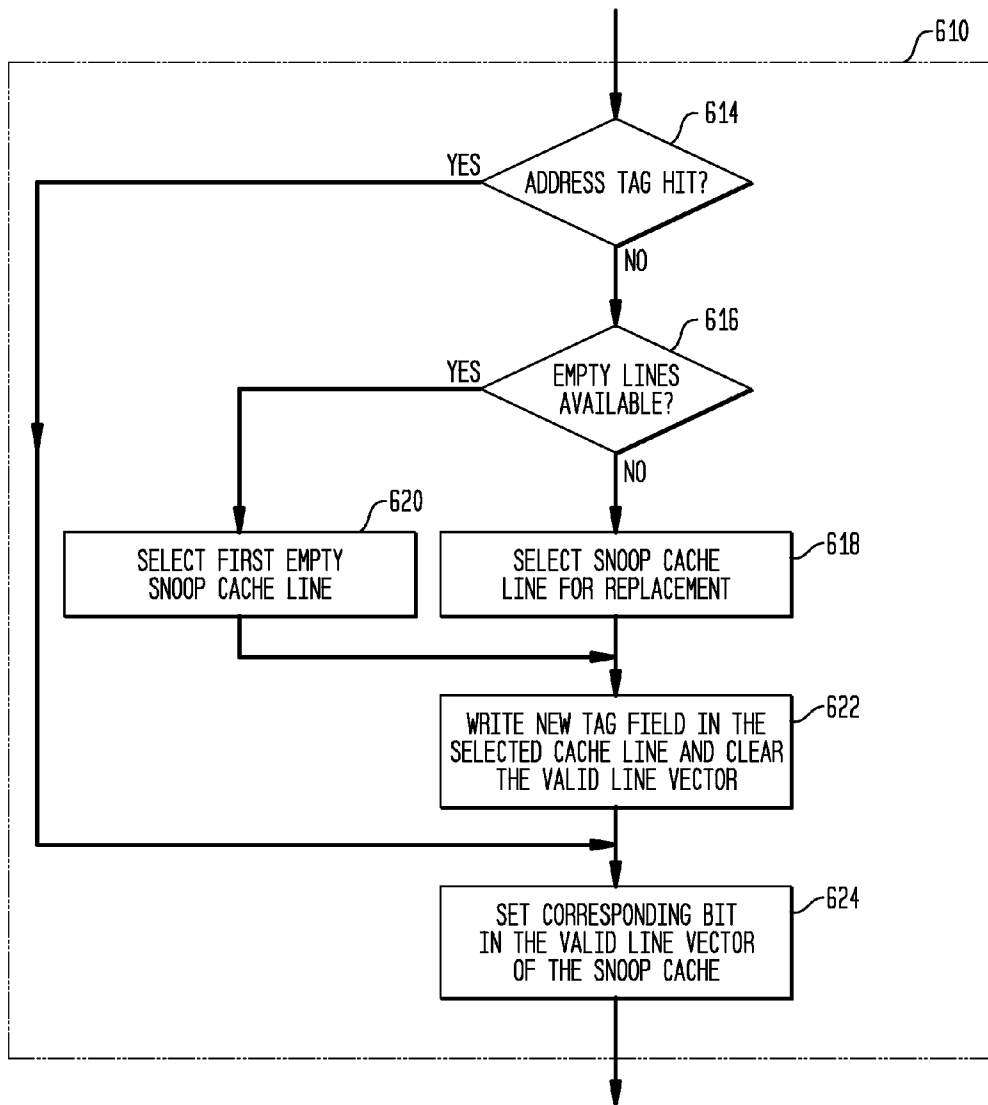 610
614
YES
ADDRESS TAG HIT?
NO
616
YES
EMPTY LINES
AVAILABLE?
NO
620
SELECT FIRST EMPTY
SNOOP CACHE LINE
618
SELECT SNOOP CACHE
LINE FOR REPLACEMENT
622
WRITE NEW TAG FIELD IN THE
SELECTED CACHE LINE AND CLEAR
THE VALID LINE VECTOR
624
SET CORRESPONDING BIT
IN THE VALID LINE VECTOR
OF THE SNOOP CACHE